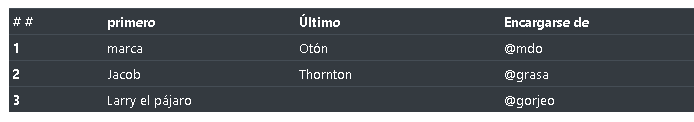 # # primero Último Encargarse de
1 marca Otón @mdo
2 Jacob Thornton @grasa
3 Larry el pájaro @gorjeo